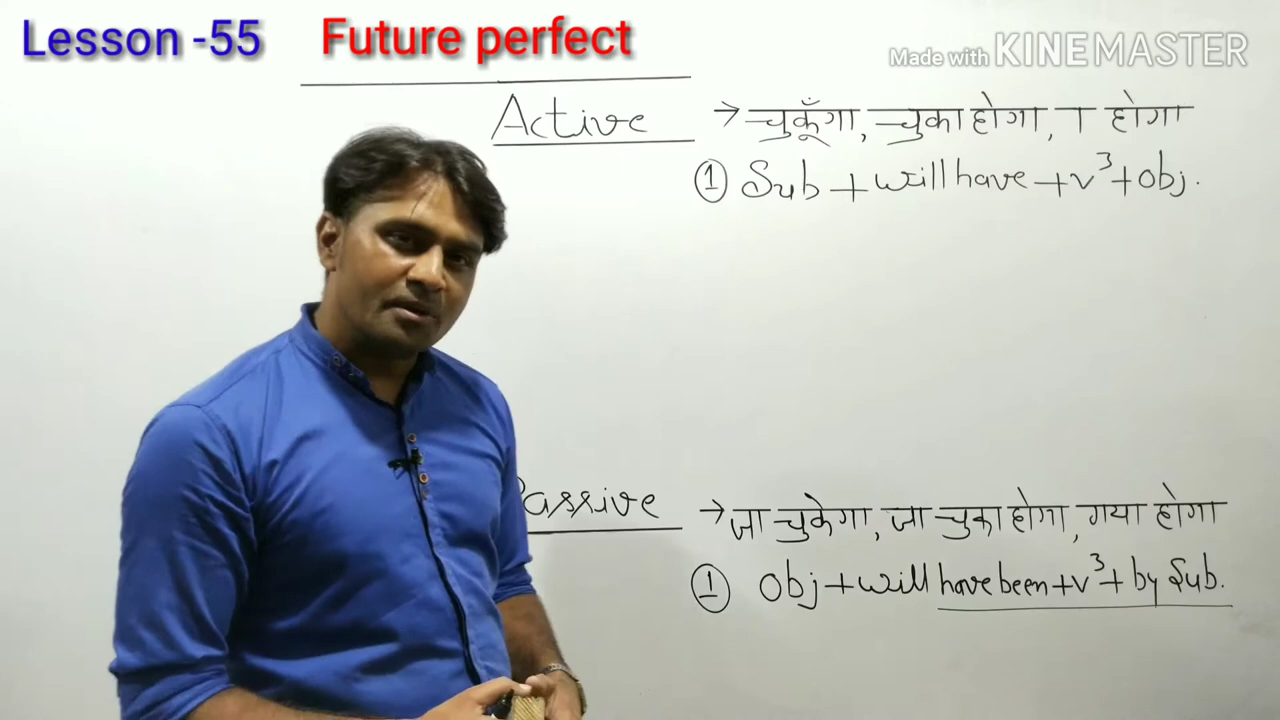 Lesson -55 Future perfect
Made with KINEMASTER
Active → चुकूँगा, चुका होगा, ा होगा
① Sub + will have + v³ + obj.
Passive → जा चुकेगा, जा चुका होगा, गया होगा
① Obj + will have been + v³ + by Sub.